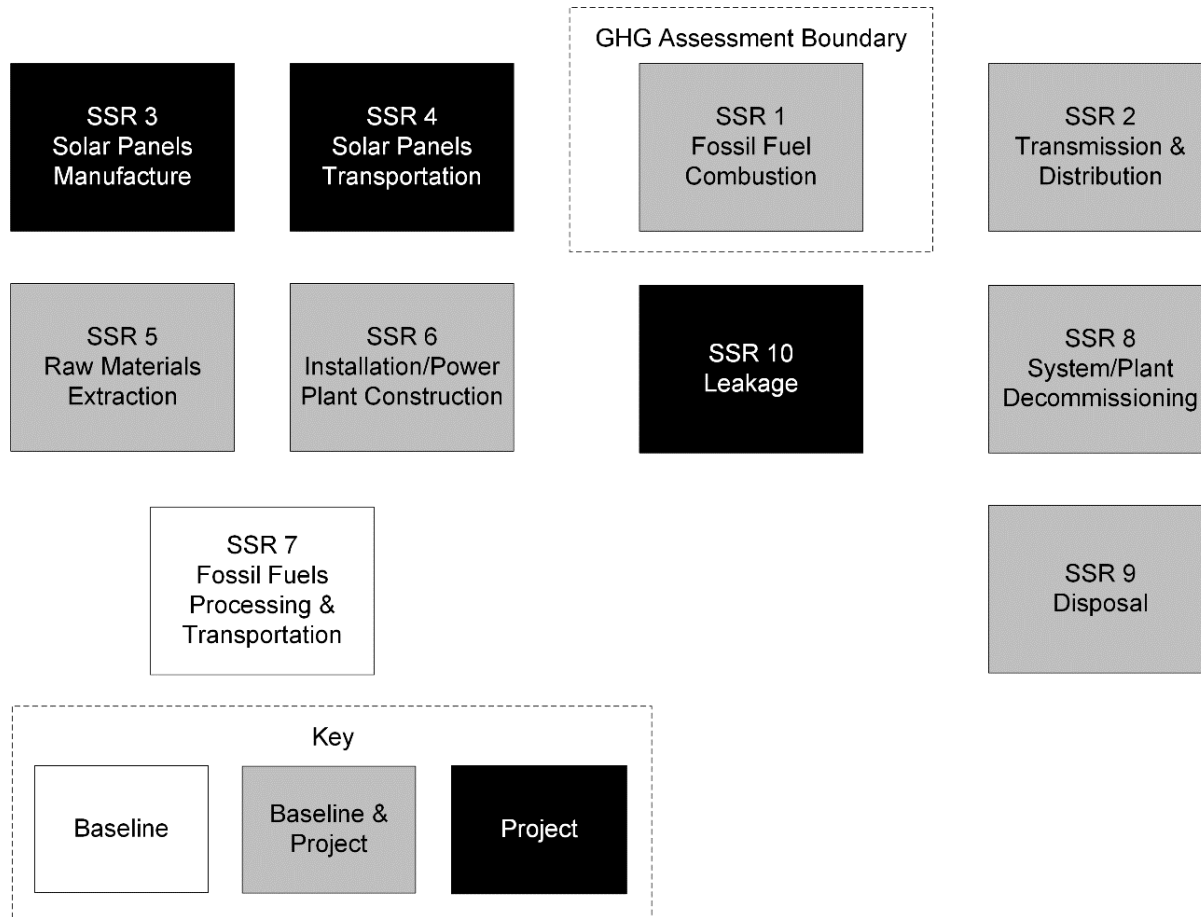 GHG Assessment Boundary
SSR 3
Solar Panels
Manufacture
SSR 4
Solar Panels
Transportation
SSR 1
Fossil Fuel
Combustion
SSR 2
Transmission &
Distribution
SSR 5
Raw Materials
Extraction
SSR 6
Installation/Power
Plant Construction
SSR 10
Leakage
SSR 8
System/Plant
Decommissioning
SSR 7
Fossil Fuels
Processing &
Transportation
SSR 9
Disposal
Key
Baseline
Baseline &
Project
Project